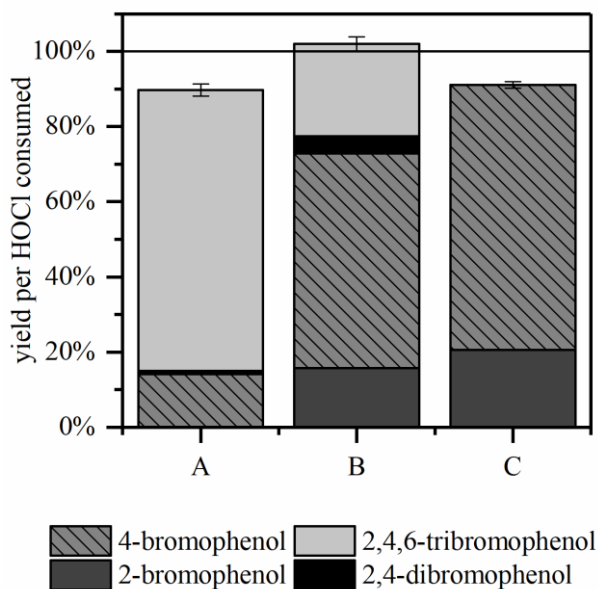 yield per HOCl consumed
100%
80%
60%
40%
20%
0%
A B C
4-bromophenol 2,4,6-tribromophenol
2-bromophenol 2,4-dibromophenol